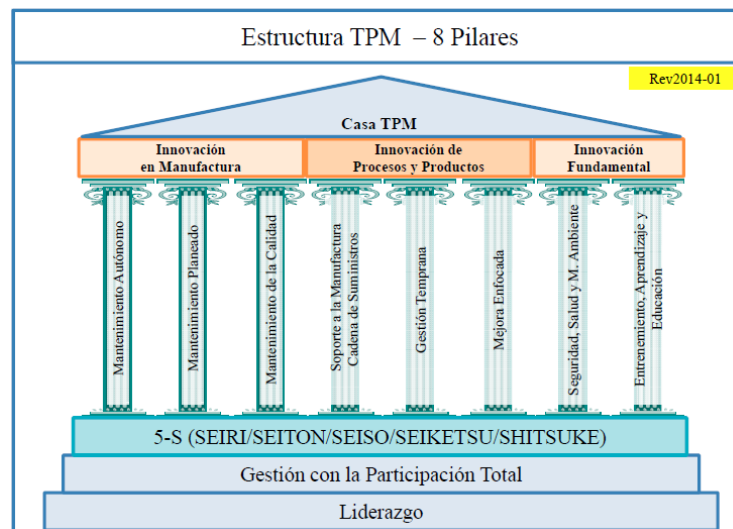 Estructura TPM – 8 Pilares
Rev2014-01
Casa TPM
Innovación
en Manufactura
Innovación de
Procesos y Productos
Innovación
Fundamental
Mantenimiento Autónomo
Mantenimiento Planeado
Mantenimiento de la Calidad
Soporte a la Manufactura
Cadena de Suministros
Gestión Temprana
Mejora Enfocada
Seguridad, Salud y M. Ambiente
Entrenemiento, Aprendizaje y
Educación
5-S (SEIRI/SEITON/SEISO/SEIKETSU/SHITSUKE)
Gestión con la Participación Total
Liderazgo